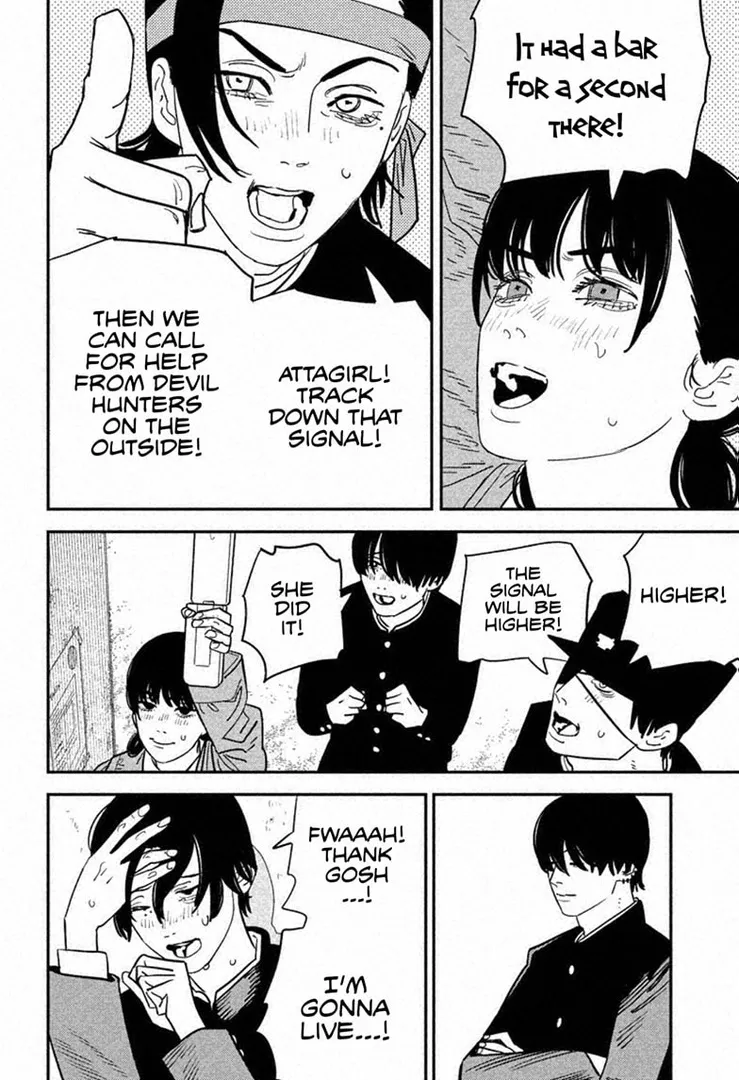 IT HAD A BAR
FOR A SECOND
THERE!
ATTAGIRL!
TRACK
DOWN THAT
SIGNAL!
THEN WE
CAN CALL
FOR HELP
FROM DEVIL
HUNTERS
ON THE
OUTSIDE!
HIGHER!
THE
SIGNAL
WILL BE
HIGHER!
SHE
DID
IT!
FWAAAH!
THANK
GOSH
...!
I'M
GONNA
LIVE...!